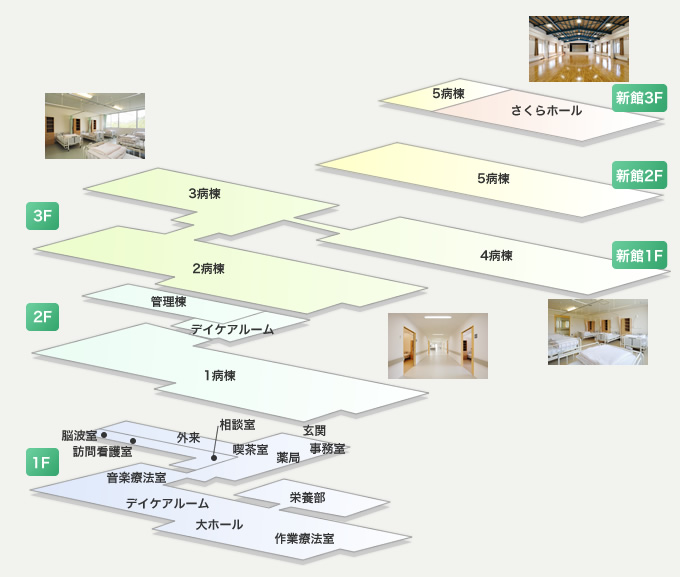 5病棟
新館3F
さくらホール
5病棟
新館2F
3病棟
3F
4病棟
新館1F
2病棟
管理棟
2F
デイケアルーム
1病棟
相談室
玄関
脳波室
外来
訪問看護室
喫茶室
事務室
薬局
1F
音楽療法室
デイケアルーム
栄養部
大ホール
作業療法室